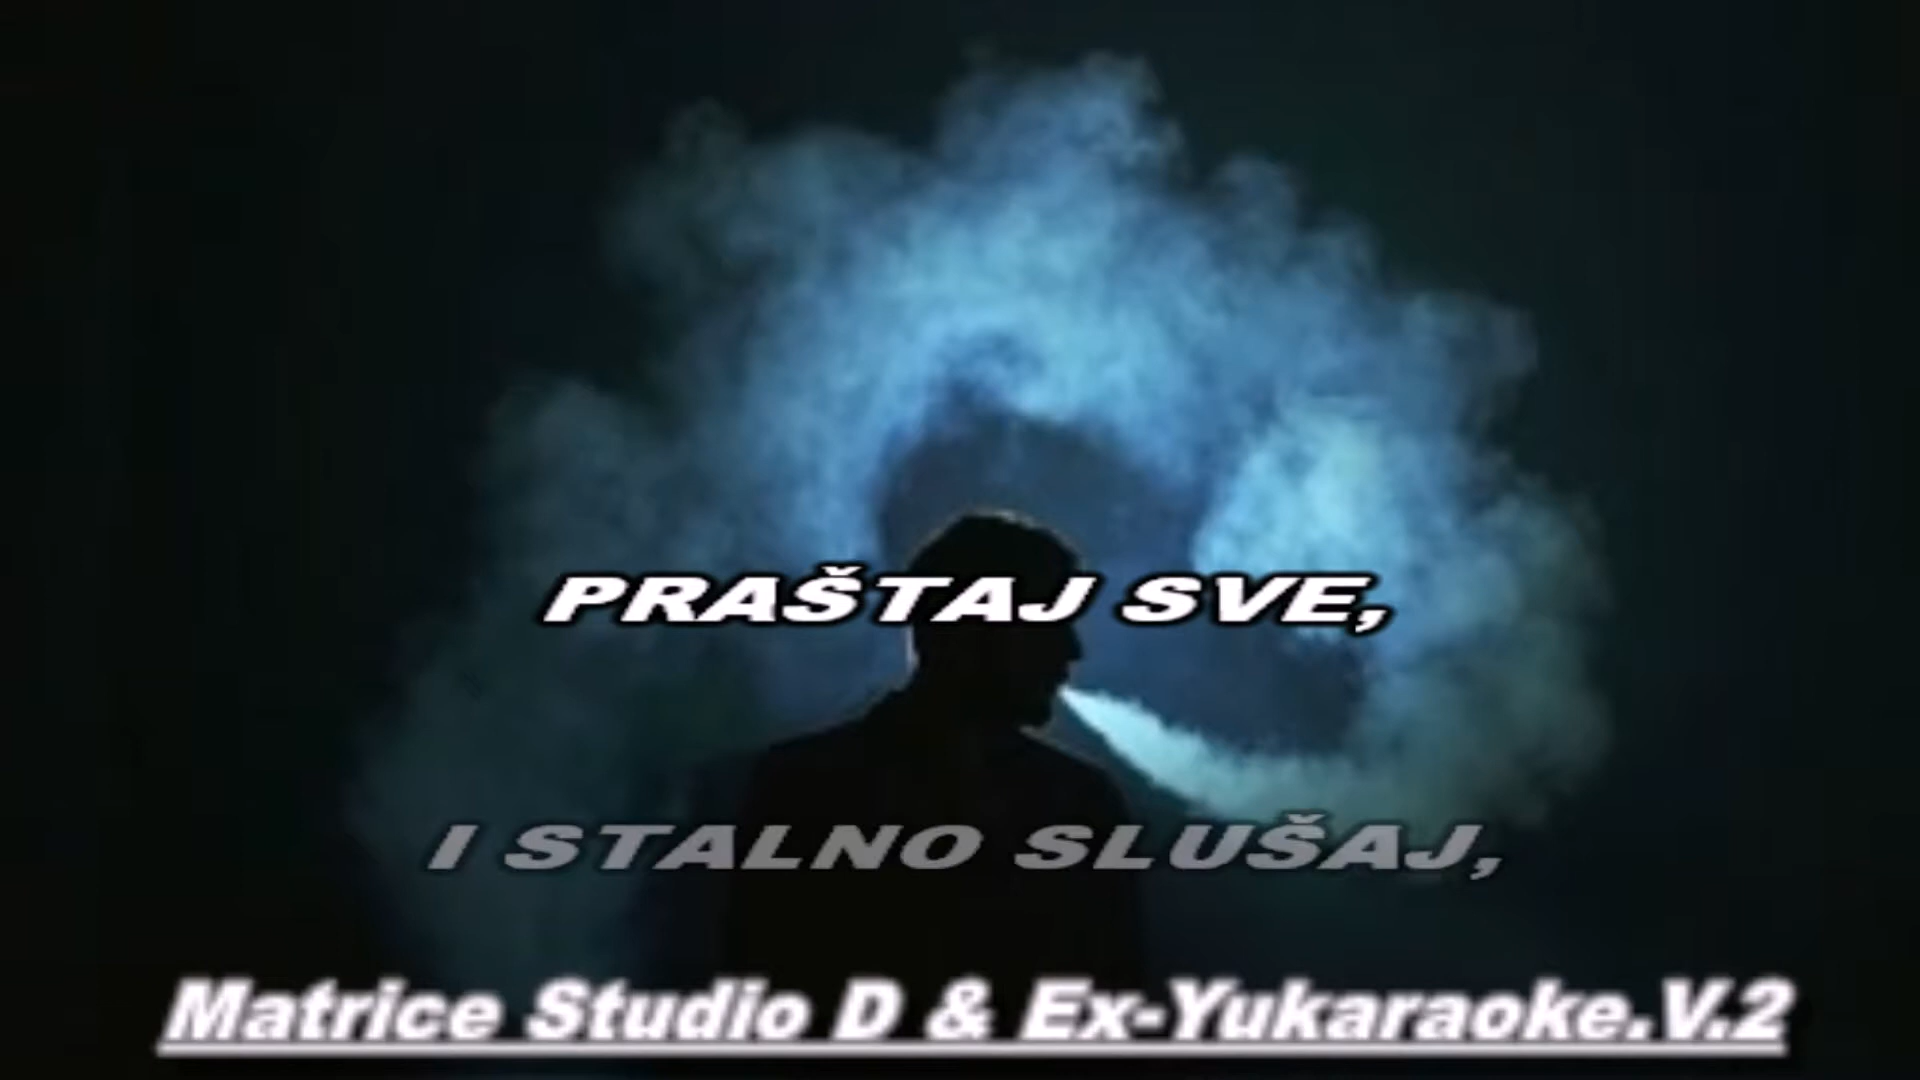 PRAŠTAJ SVE,
I STALNO SLUŠAJ,
Matrice Studio D & Ex-Yukaraoke.V.2